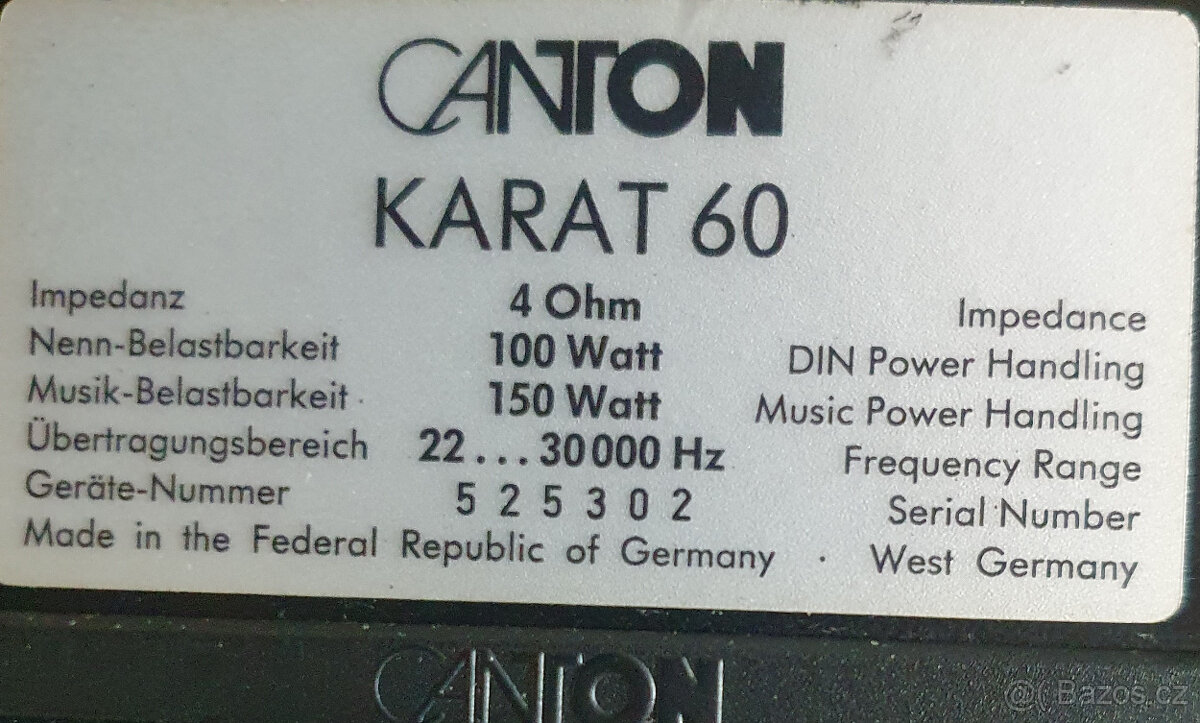 CANTON
KARAT 60
Impedanz 4 Ohm Impedance
Nenn-Belastbarkeit 100 Watt DIN Power Handling
Musik-Belastbarkeit 150 Watt Music Power Handling
Übertragungsbereich 22...30000 Hz Frequency Range
Geräte-Nummer 5 2 5 3 0 2 Serial Number
Made in the Federal Republic of Germany · West Germany
CANTON
@ Bazos.cz